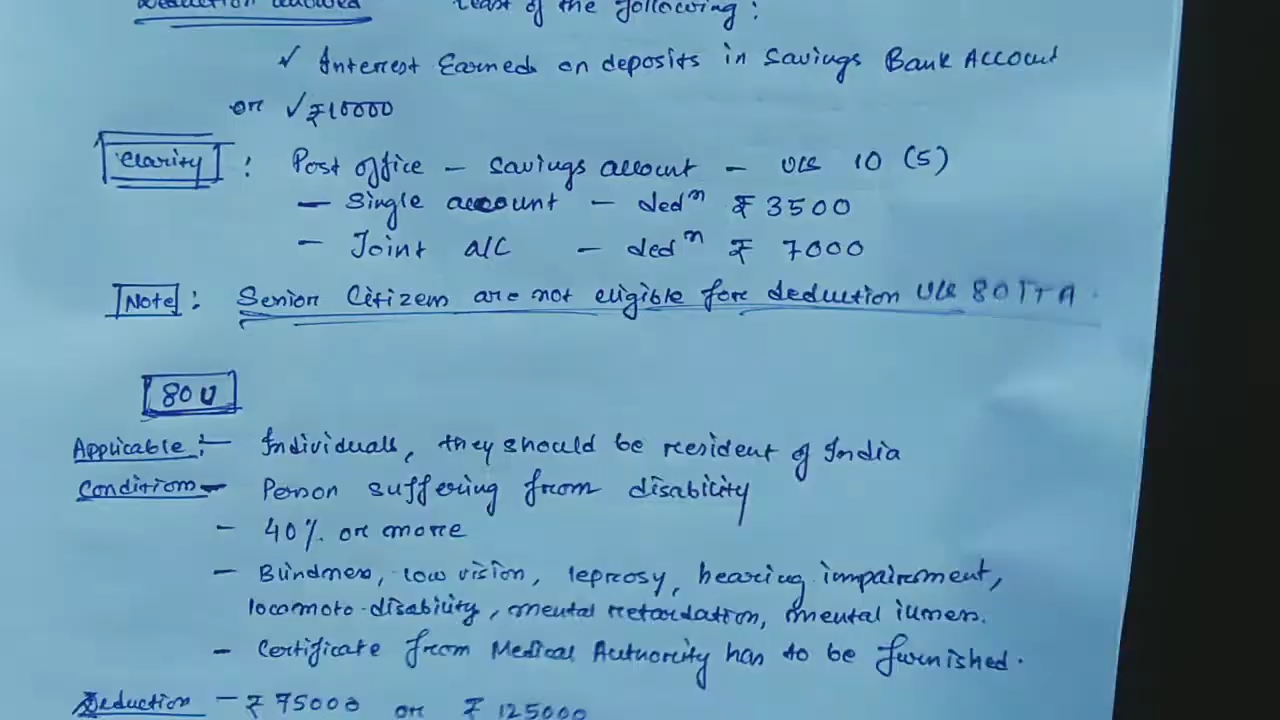 Deduction allowed Least of the following :
✓ Interest Earned on deposits in Savings Bank Account
or ✓ ₹10000
Clarity : Post office - savings account - U/S 10 (5)
- Single account - dedn ₹ 3500
- Joint a/c - dedn ₹ 7000
Note : Senior Citizem are not eligible for deduction U/S 80TTA.
80 U
Applicable :- Individuals, they should be resident of India
Condition - Person suffering from disability
- 40% or more
- Blindness, low vision, leprosy, hearing impairment,
locomoto-disability, mental retardation, mental illness.
- Certificate from Medical Authority has to be furnished.
Deduction - ₹ 75000 or ₹ 125000